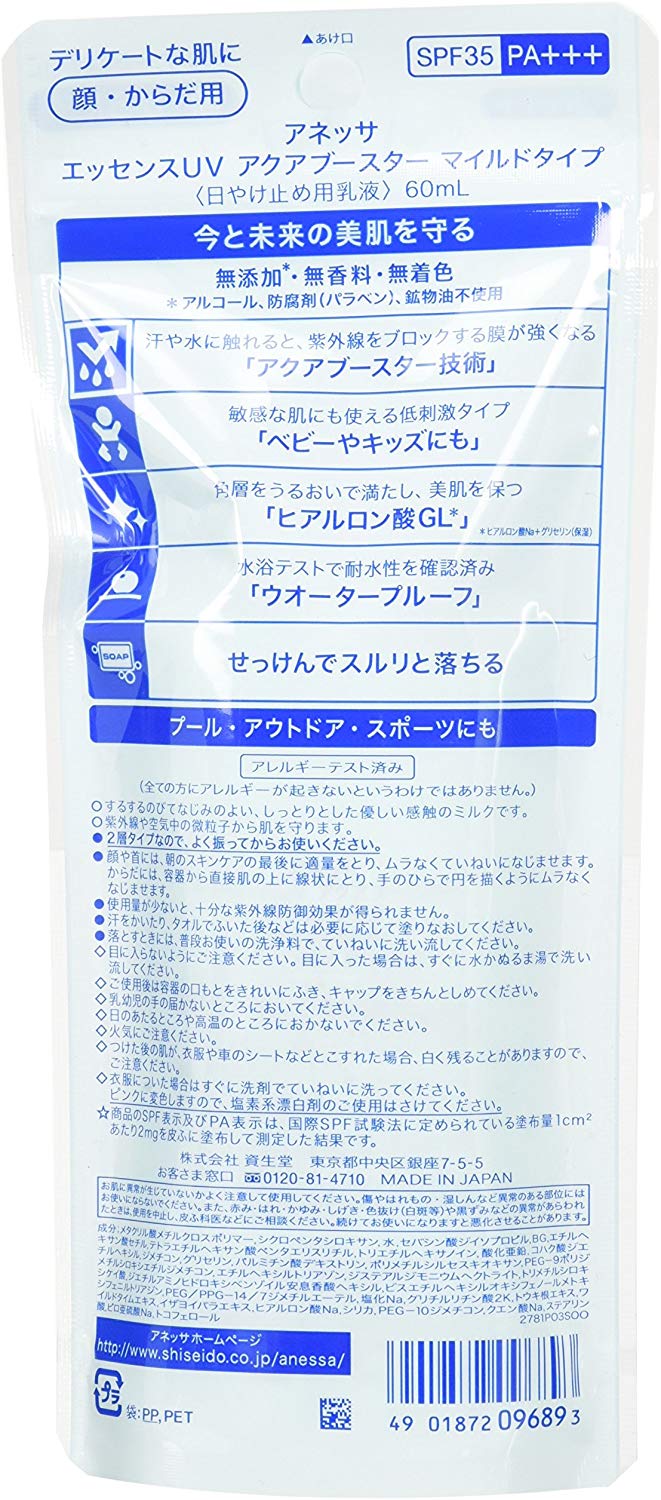 デリケートな肌に
▲あけ口
SPF35 PA+++
顔・からだ用
アネッサ
エッセンスUV アクアブースター マイルドタイプ
〈日やけ止め用乳液〉60mL
今と未来の美肌を守る
無添加*・無香料・無着色
*アルコール、防腐剤(パラベン)、鉱物油不使用
汗や水に触れると、紫外線をブロックする膜が強くなる
「アクアブースター技術」
敏感な肌にも使える低刺激タイプ
「ベビーやキッズにも」
角層をうるおいで満たし、美肌を保つ
「ヒアルロン酸GL*」
*ヒアルロン酸Na+グリセリン(保湿)
水浴テストで耐水性を確認済み
「ウオータープルーフ」
SOAP
せっけんでスルリと落ちる
プール・アウトドア・スポーツにも
アレルギーテスト済み
(全ての方にアレルギーが起きないというわけではありません。)
○するするのびてなじみのよい、しっとりとした優しい感触のミルクです。
○紫外線や空気中の微粒子から肌を守ります。
●2層タイプなので、よく振ってからお使いください。
●顔や首には、朝のスキンケアの最後に適量をとり、ムラなくていねいになじませます。
からだには、容器から直接肌の上に線状にとり、手のひらで円を描くようにムラなく
なじませます。
●使用量が少ないと、十分な紫外線防御効果が得られません。
●汗をかいたり、タオルでふいた後などは必要に応じて塗りなおしてください。
●落とすときには、普段お使いの洗浄料で、ていねいに洗い流してください。
◇目に入らないようにご注意ください。目に入った場合は、すぐに水かぬるま湯で洗い
流してください。
◇ご使用後は容器の口もとをきれいにふき、キャップをきちんとしめてください。
◇乳幼児の手の届かないところにおいてください。
◇日のあたるところや高温のところにおかないでください。
◇火気にご注意ください。
◇つけた後の肌が、衣服や車のシートなどとこすれた場合、白く残ることがありますので、
ご注意ください。
◇衣服についた場合はすぐに洗剤でていねいに洗ってください。
ピンクに変色しますので、塩素系漂白剤のご使用はさけてください。
☆商品のSPF表示及びPA表示は、国際SPF試験法に定められている塗布量1cm²
あたり2mgを皮ふに塗布して測定した結果です。
株式会社 資生堂 東京都中央区銀座7-5-5
お客さま窓口 0120-81-4710 MADE IN JAPAN
お肌に異常が生じていないかよく注意して使用してください。傷やはれもの・湿しんなど異常のある部位には
お使いにならないでください。また、赤み・はれ・かゆみ・しげき・色抜け(白斑等)や黒ずみなどの異常があらわれ
たときは、使用を中止し、皮ふ科医などにご相談ください。続けてお使いになりますと悪化させることがあります。
成分:メタクリル酸メチルクロスポリマー、シクロペンタシロキサン、水、セバシン酸ジイソプロピル、BG、エチルヘ
キサン酸セチル、テトラエチルヘキサン酸ペンタエリスリチル、トリエチルヘキサノイン、酸化亜鉛、コハク酸ジエ
チルヘキシル、ジメチコン、グリセリン、パルミチン酸デキストリン、ポリメチルシルセスキオキサン、PEG-9ポリジ
メチルシロキシエチルジメチコン、エチルヘキシルトリアゾン、ジステアルジモニウムヘクトライト、トリメチルシロキ
シケイ酸、ジエチルアミノヒドロキシベンゾイル安息香酸ヘキシル、ビスエチルヘキシルオキシフェノールメトキ
シフェニルトリアジン、PEG/PPG-14/7ジメチルエーテル、塩化Na、グリチルリチン酸2K、トウキ根エキス、ワ
イルドタイムエキス、イザヨイバラエキス、ヒアルロン酸Na、シリカ、PEG-10ジメチコン、クエン酸Na、ステアリン
酸、ピロ亜硫酸Na、トコフェロール
2781P03SOO
アネッサホームページ
http://www.shiseido.co.jp/anessa/
プラ
袋:PP,PET
4901872096893